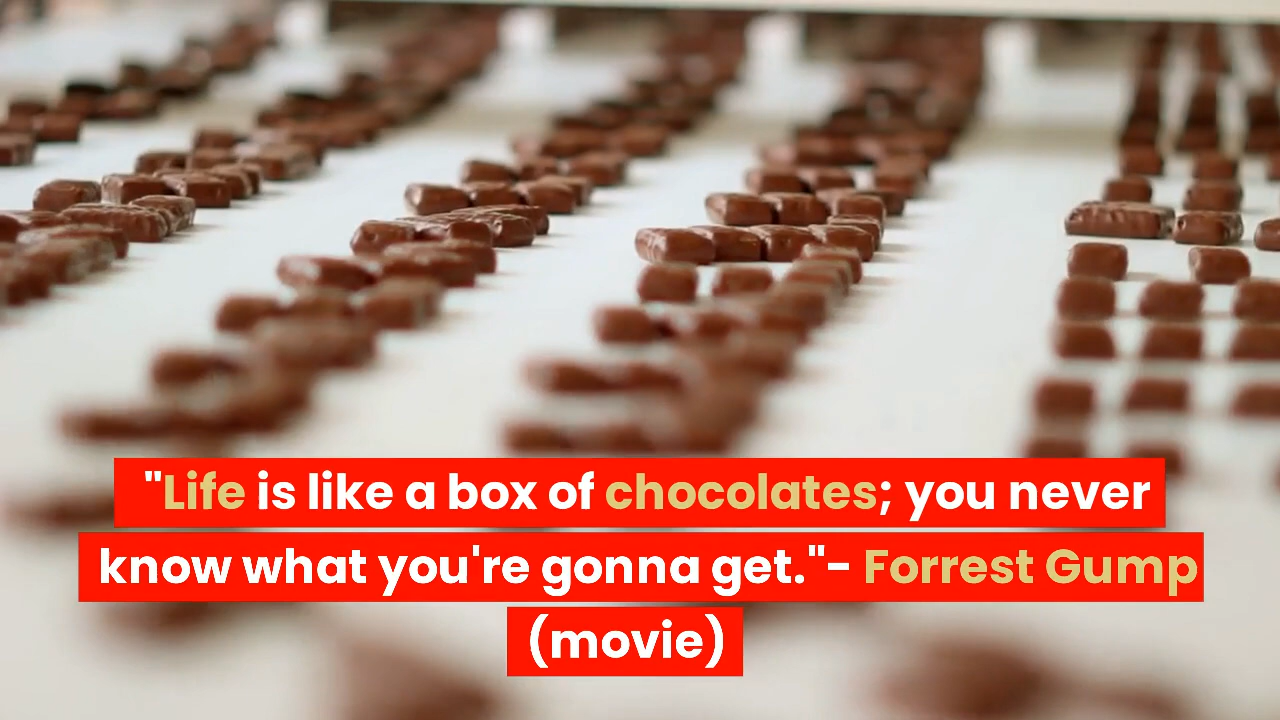 "Life is like a box of chocolates; you never
know what you're gonna get."- Forrest Gump
(movie)